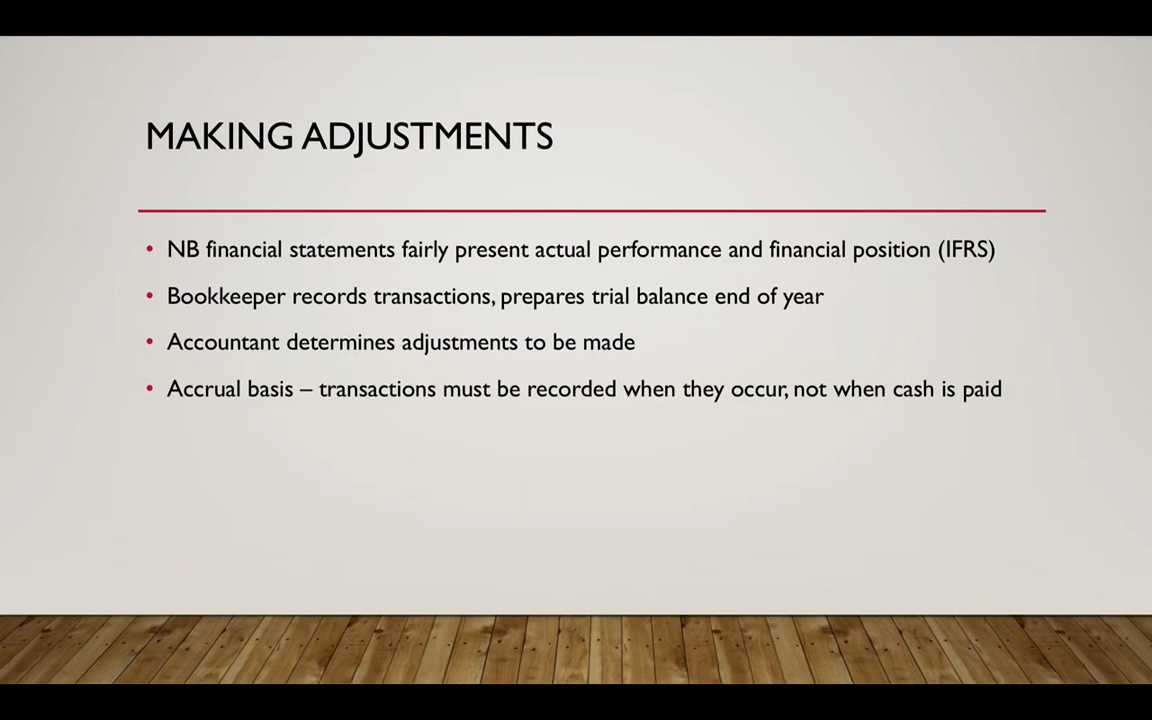 MAKING ADJUSTMENTS
• NB financial statements fairly present actual performance and financial position (IFRS)
• Bookkeeper records transactions, prepares trial balance end of year
• Accountant determines adjustments to be made
• Accrual basis – transactions must be recorded when they occur, not when cash is paid